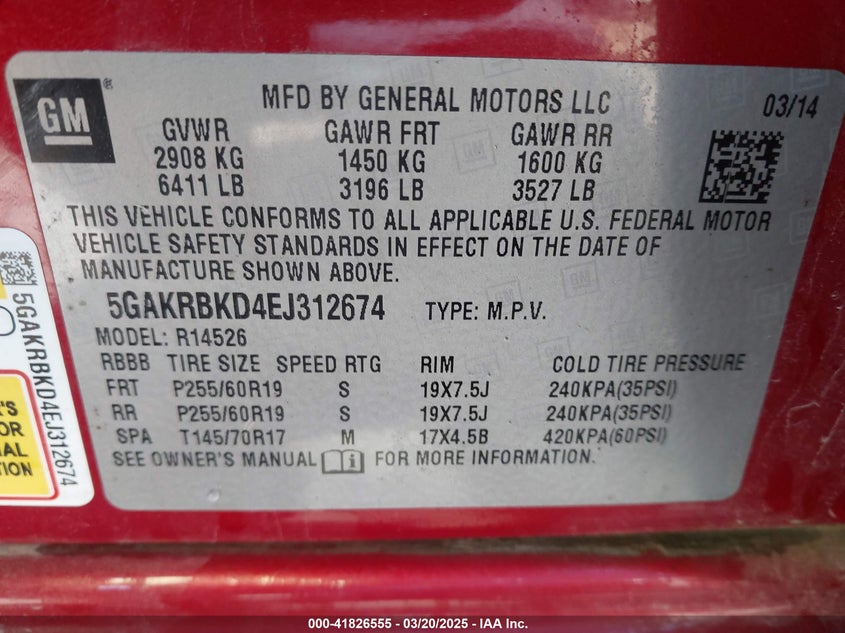 GM
MFD BY GENERAL MOTORS LLC 03/14
GVWR GAWR FRT GAWR RR
2908 KG 1450 KG 1600 KG
6411 LB 3196 LB 3527 LB
THIS VEHICLE CONFORMS TO ALL APPLICABLE U.S. FEDERAL MOTOR
VEHICLE SAFETY STANDARDS IN EFFECT ON THE DATE OF
MANUFACTURE SHOWN ABOVE.
5GAKRBKD4EJ312674 TYPE: M.P.V.
MODEL: R14526
RBBB TIRE SIZE SPEED RTG RIM COLD TIRE PRESSURE
FRT P255/60R19 S 19X7.5J 240KPA(35PSI)
RR P255/60R19 S 19X7.5J 240KPA(35PSI)
SPA T145/70R17 M 17X4.5B 420KPA(60PSI)
SEE OWNER'S MANUAL FOR MORE INFORMATION.
5GAKRBKD4EJ312674
000-41826555 — 03/20/2025 — IAA Inc.